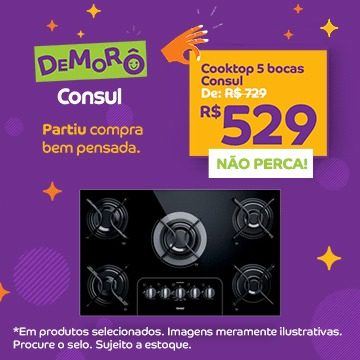 DEMORÔ
Consul
Partiu compra
bem pensada.
Cooktop 5 bocas
Consul
De: R$ 729
R$ 529
NÃO PERCA!
*Em produtos selecionados. Imagens meramente ilustrativas.
Procure o selo. Sujeito a estoque.